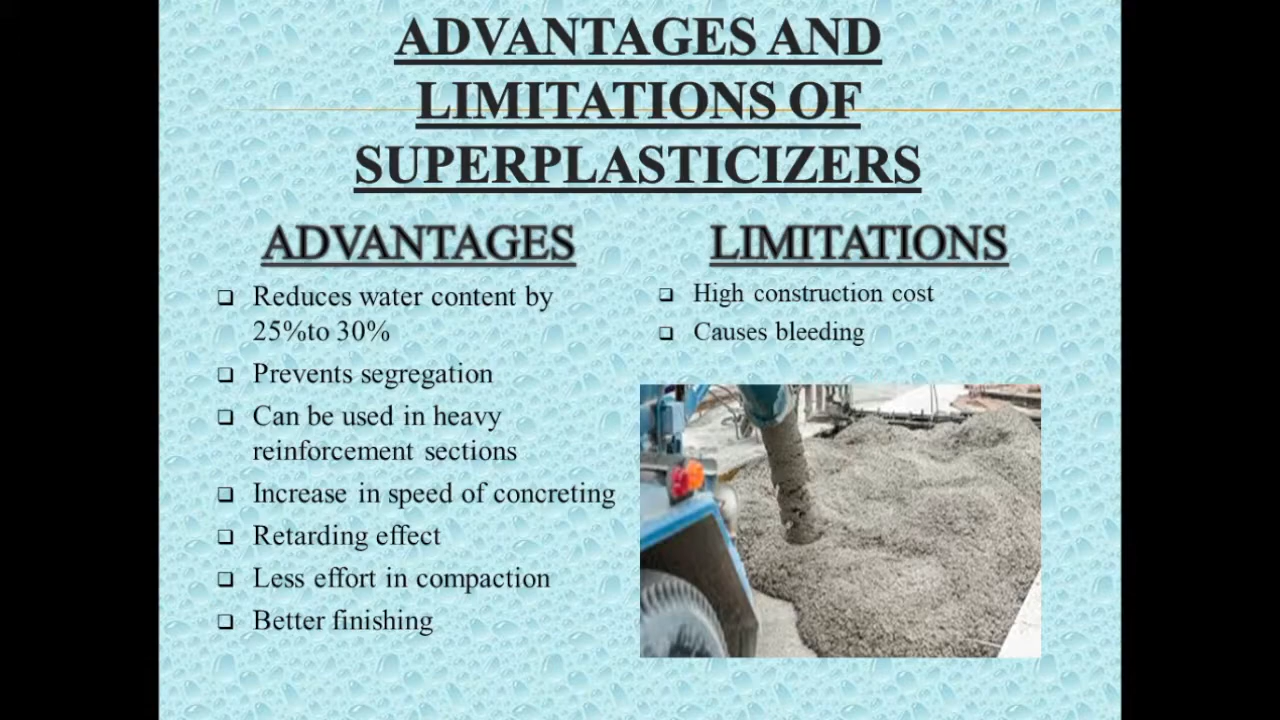 ADVANTAGES AND
LIMITATIONS OF
SUPERPLASTICIZERS
ADVANTAGES
Reduces water content by
25%to 30%
Prevents segregation
Can be used in heavy
reinforcement sections
Increase in speed of concreting
Retarding effect
Less effort in compaction
Better finishing
LIMITATIONS
High construction cost
Causes bleeding